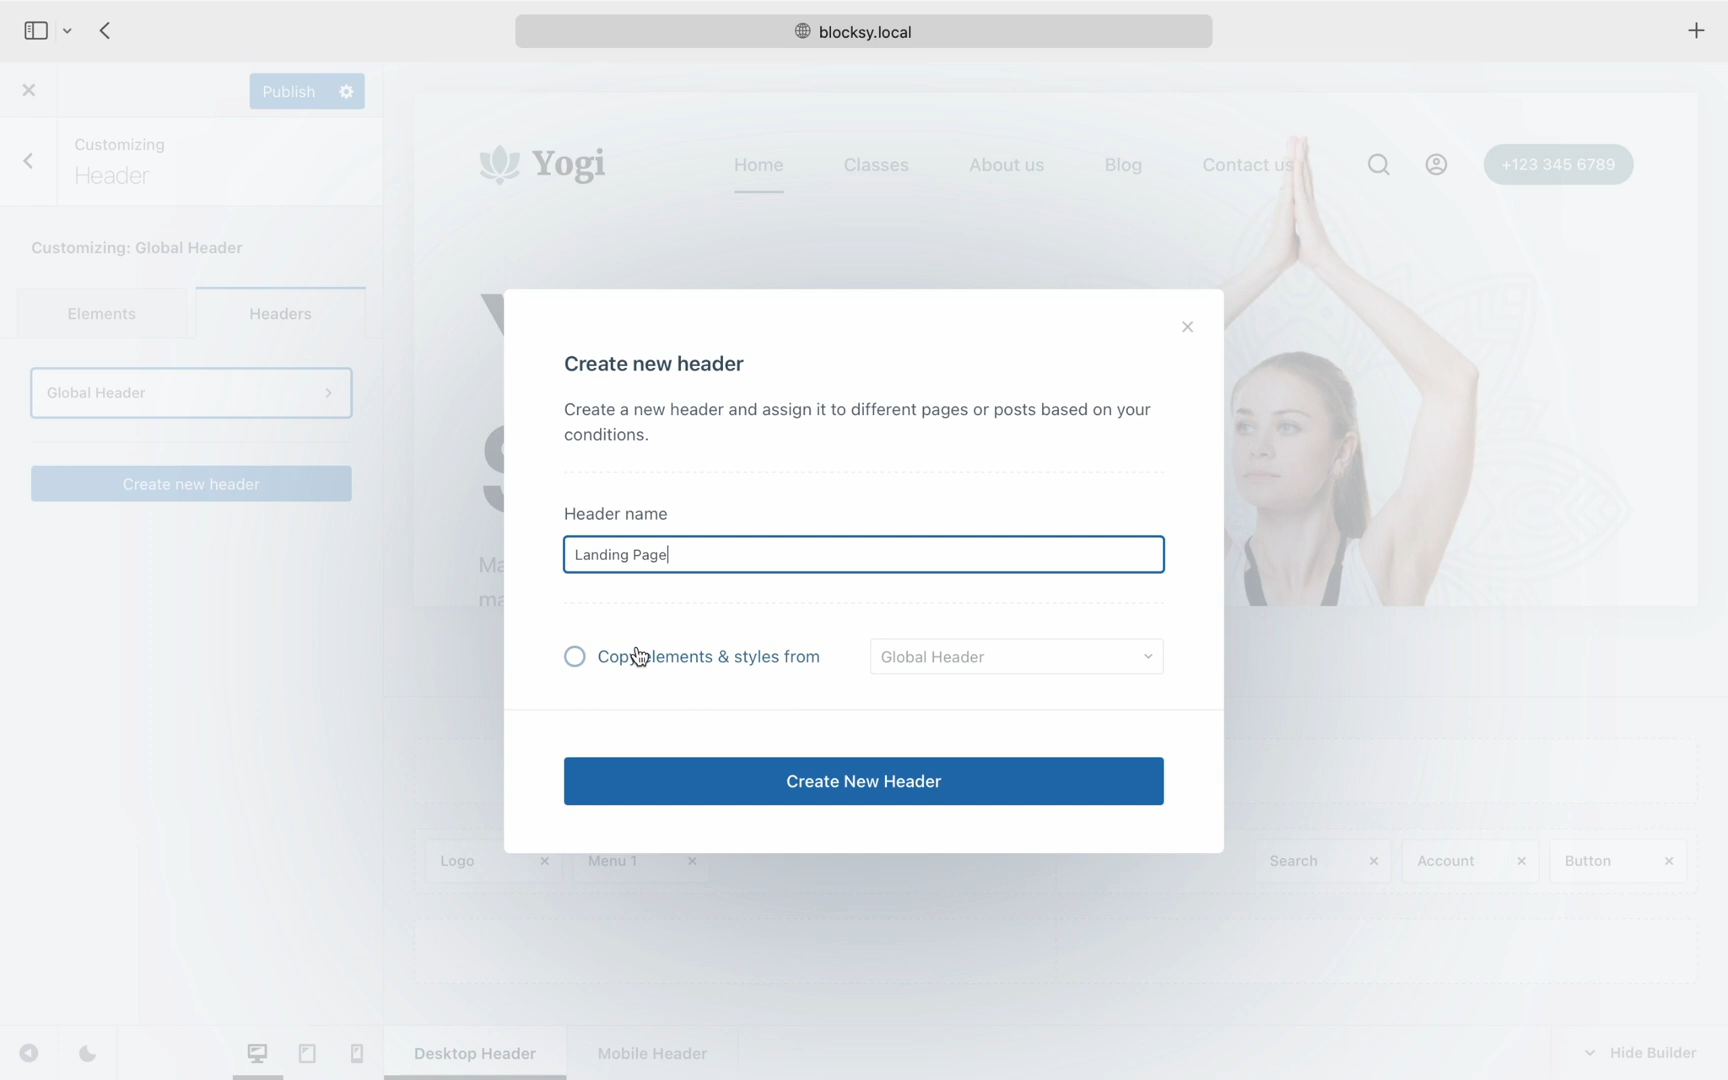 blocksy.local
Publish
Customizing
Header
Yogi
Home
Classes
About us
Blog
Contact us
+123 345 6789
Customizing: Global Header
Elements
Headers
Global Header
Create new header
Create new header
Create a new header and assign it to different pages or posts based on your
conditions.
Header name
Landing Page
Copy elements & styles from
Global Header
Create New Header
Logo
Menu 1
Search
Account
Button
Desktop Header
Mobile Header
Hide Builder